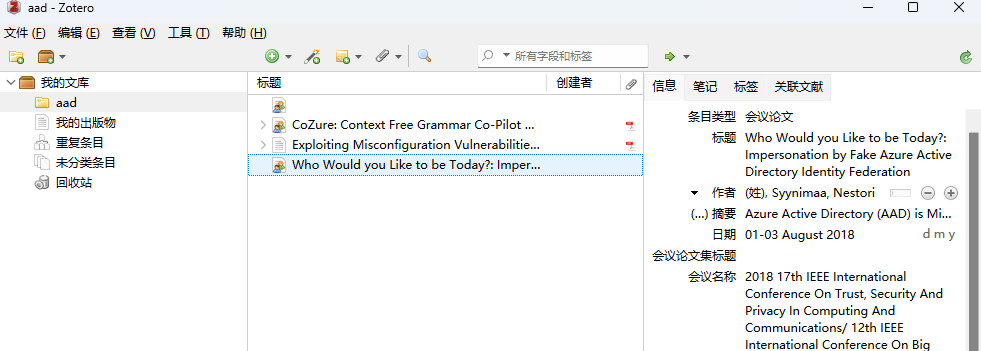 aad - Zotero
文件 (F) 编辑 (E) 查看 (V) 工具 (T) 帮助 (H)
所有字段和标签
我的文库
aad
我的出版物
重复条目
未分类条目
回收站
标题 创建者
CoZure: Context Free Grammar Co-Pilot ...
Exploiting Misconfiguration Vulnerabilitie...
Who Would you Like to be Today?: Imper...
信息 笔记 标签 关联文献
条目类型 会议论文
标题 Who Would you Like to be Today?:
Impersonation by Fake Azure Active
Directory Identity Federation
作者 (姓), Syynimaa, Nestori
(...) 摘要 Azure Active Directory (AAD) is Mi...
日期 01-03 August 2018 d m y
会议论文集标题
会议名称 2018 17th IEEE International
Conference On Trust, Security And
Privacy In Computing And
Communications/ 12th IEEE
International Conference On Big